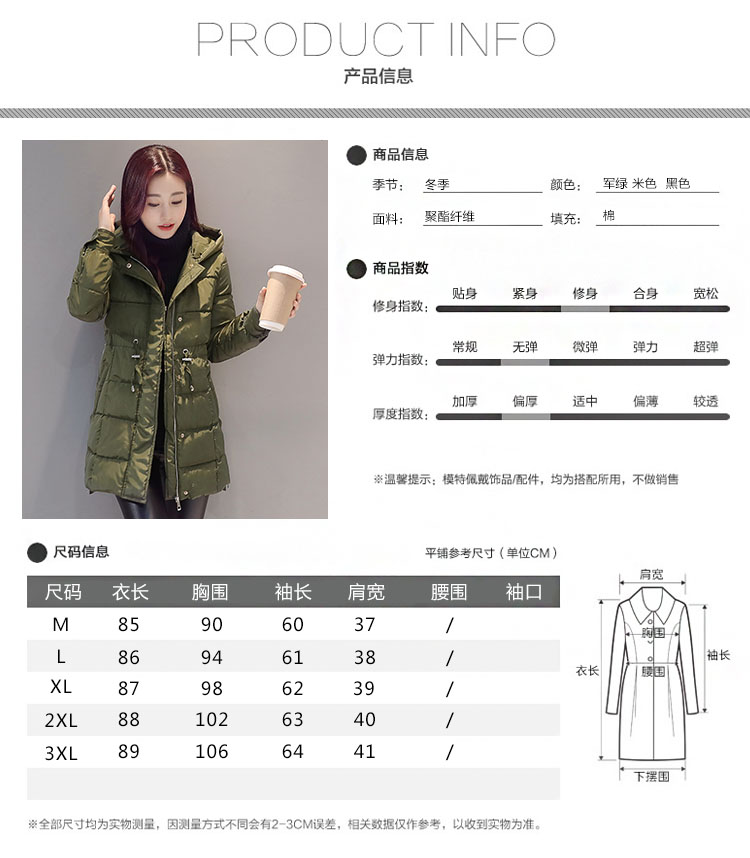 PRODUCT INFO
产品信息
商品信息
季节： 冬季 颜色： 军绿 米色 黑色
面料： 聚酯纤维 填充： 棉
商品指数
贴身 紧身 修身 合身 宽松
修身指数：
常规 无弹 微弹 弹力 超弹
弹力指数：
加厚 偏厚 适中 偏薄 较透
厚度指数：
※温馨提示：模特佩戴饰品/配件，均为搭配所用，不做销售
尺码信息 平铺参考尺寸（单位CM）
尺码 衣长 胸围 袖长 肩宽 腰围 袖口
M 85 90 60 37 /
L 86 94 61 38 /
XL 87 98 62 39 /
2XL 88 102 63 40 /
3XL 89 106 64 41 /
肩宽
胸围
袖长
衣长
腰围
下摆围
※全部尺寸均为实物测量，因测量方式不同会有2-3CM误差，相关数据仅作参考，以收到实物为准。